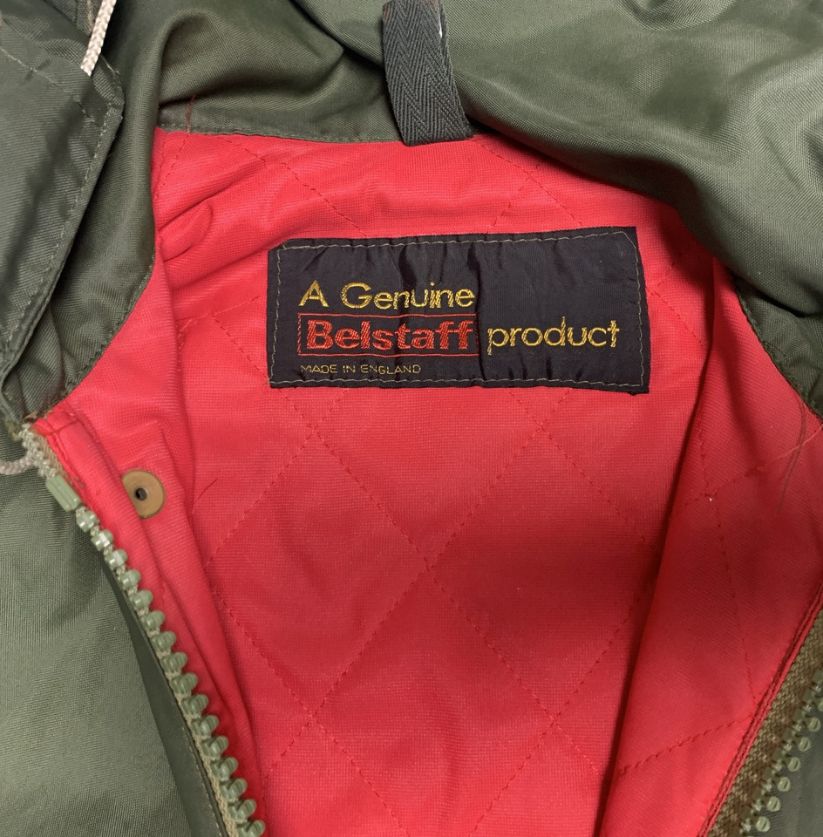 A Genuine
Belstaff product
MADE IN ENGLAND